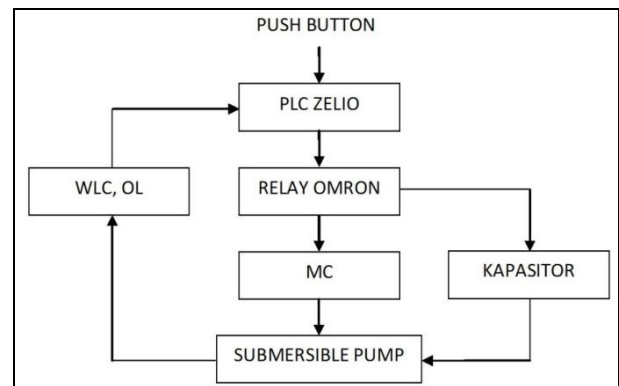 PUSH BUTTON
PLC ZELIO
WLC, OL
RELAY OMRON
MC
KAPASITOR
SUBMERSIBLE PUMP